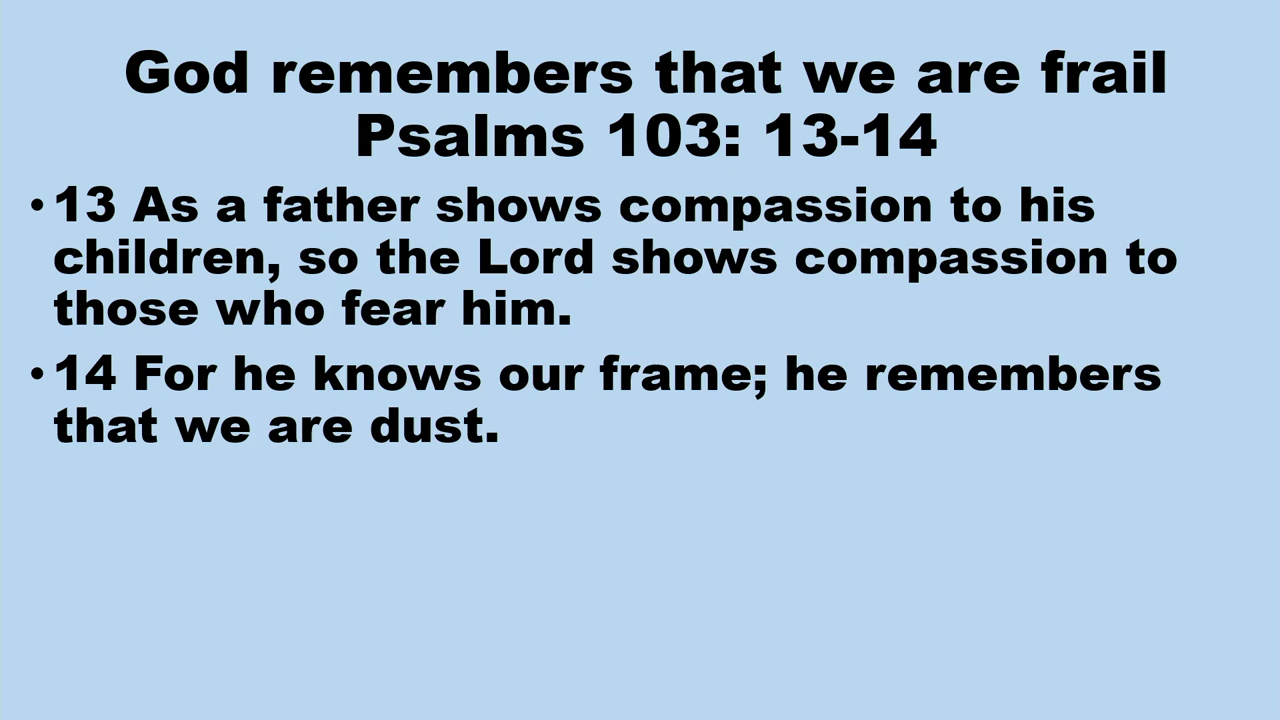 God remembers that we are frail
Psalms 103: 13-14
• 13 As a father shows compassion to his
children, so the Lord shows compassion to
those who fear him.
• 14 For he knows our frame; he remembers
that we are dust.